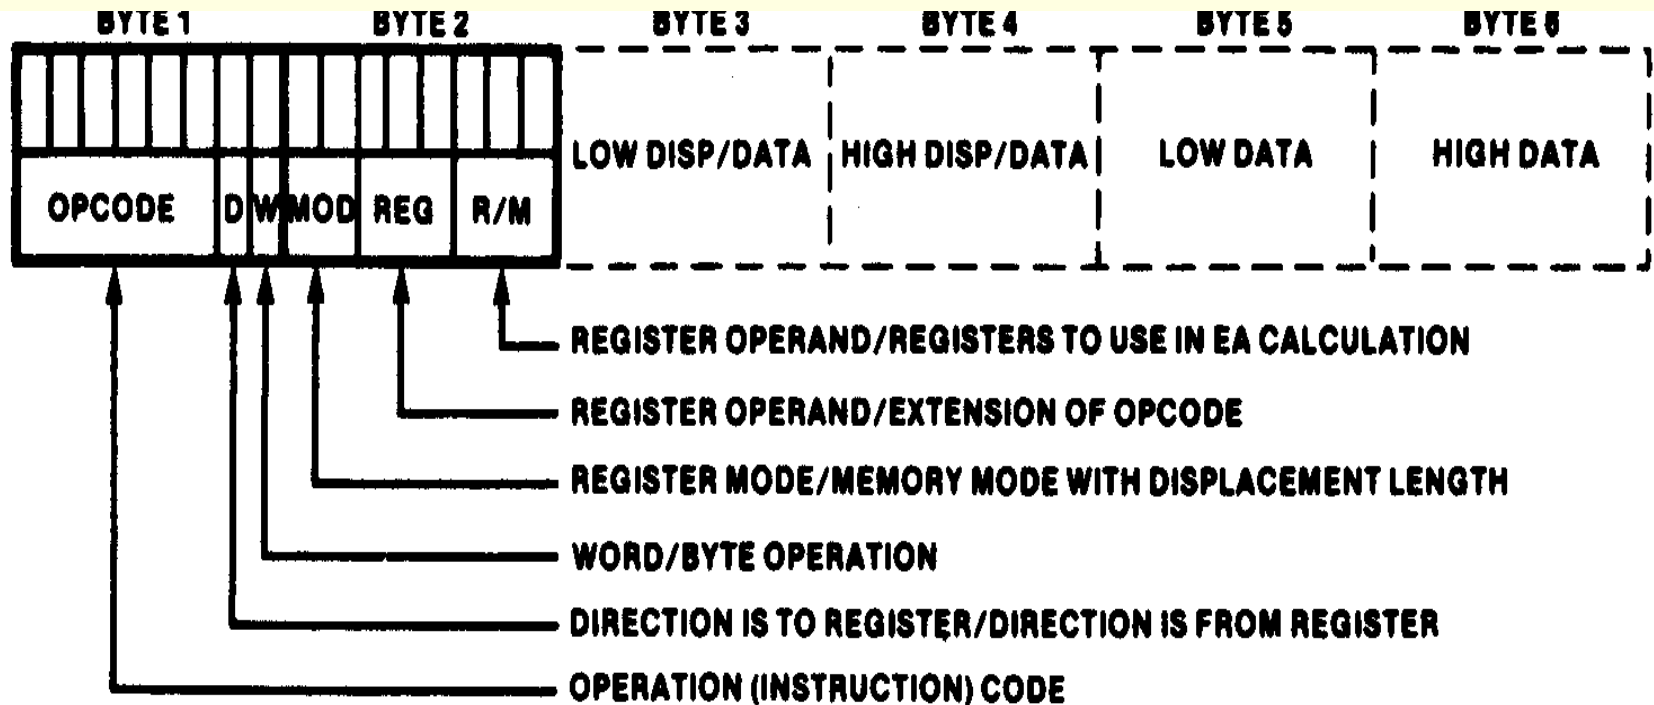 BYTE 1 BYTE 2 BYTE 3 BYTE 4 BYTE 5 BYTE 6
LOW DISP/DATA HIGH DISP/DATA LOW DATA HIGH DATA
OPCODE D W MOD REG R/M
REGISTER OPERAND/REGISTERS TO USE IN EA CALCULATION
REGISTER OPERAND/EXTENSION OF OPCODE
REGISTER MODE/MEMORY MODE WITH DISPLACEMENT LENGTH
WORD/BYTE OPERATION
DIRECTION IS TO REGISTER/DIRECTION IS FROM REGISTER
OPERATION (INSTRUCTION) CODE